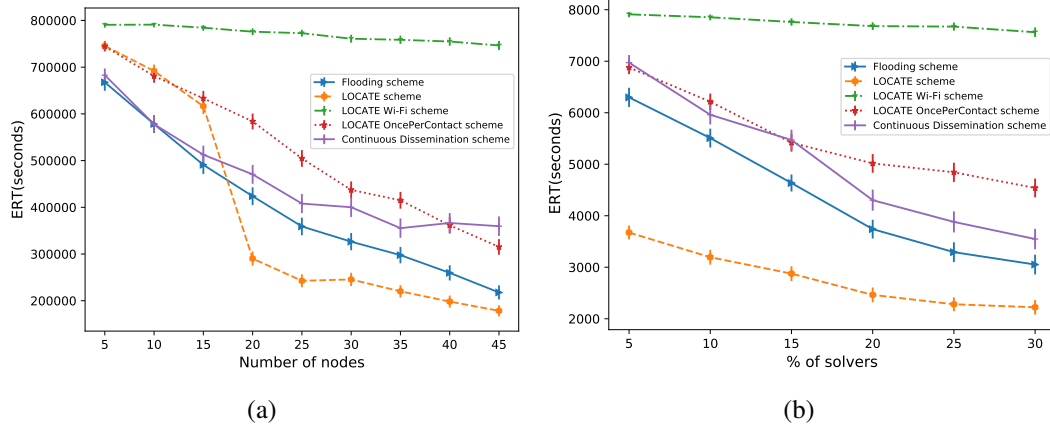 800000
700000
600000
500000
400000
300000
200000
ERT(seconds)
Flooding scheme
LOCATE scheme
LOCATE Wi-Fi scheme
LOCATE OncePerContact scheme
Continuous Dissemination scheme
5 10 15 20 25 30 35 40 45
Number of nodes
(a)
8000
7000
6000
5000
4000
3000
2000
ERT(seconds)
Flooding scheme
LOCATE scheme
LOCATE Wi-Fi scheme
LOCATE OncePerContact scheme
Continuous Dissemination scheme
5 10 15 20 25 30
% of solvers
(b)